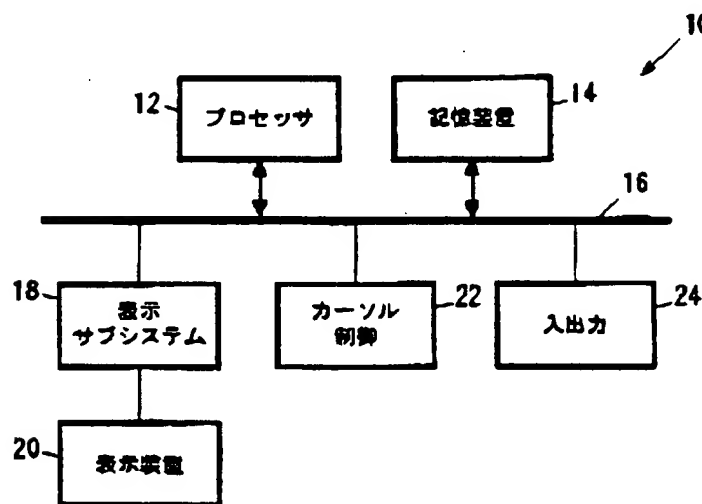 10
12
プロセッサ
記憶装置
14
16
18
表示
サブシステム
カーソル
制御
22
入出力
24
20
表示装置